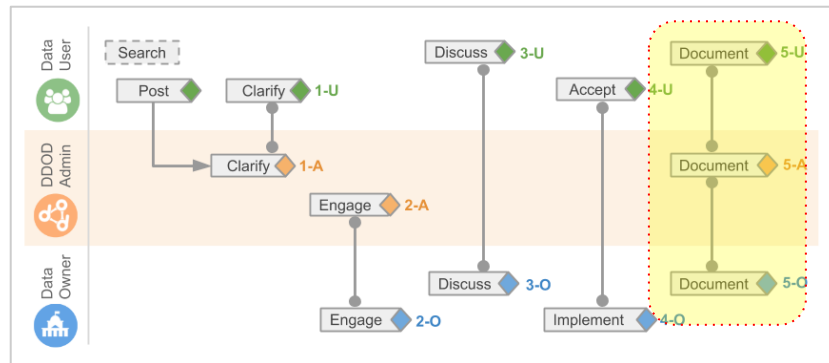 Data
User
Search
Post
Clarify
1-U
Discuss
3-U
Accept
4-U
Document
5-U
DDOD
Admin
Clarify
1-A
Engage
2-A
Document
5-A
Data
Owner
Engage
2-O
Discuss
3-O
Implement
4-O
Document
5-O